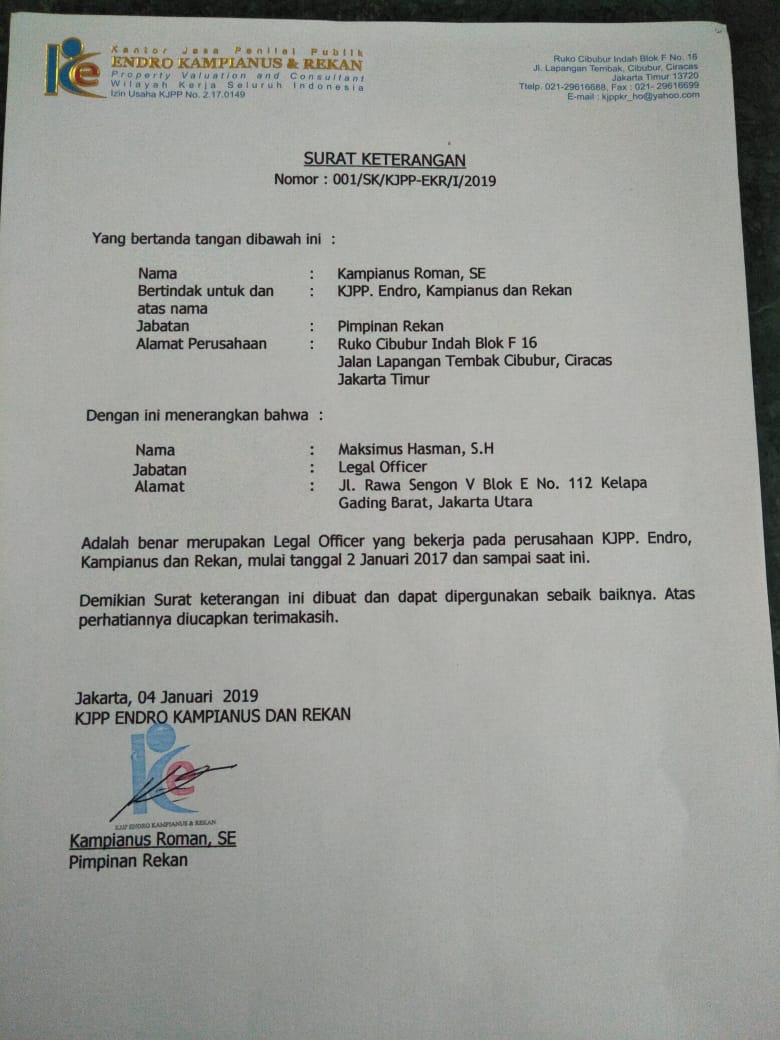 Kantor Jasa Penilai Publik
ENDRO KAMPIANUS & REKAN
Property Valuation and Consultant
Wilayah Kerja Seluruh Indonesia
Izin Usaha KJPP No. 2.17.0149
Ruko Cibubur Indah Blok F No. 16
Jl. Lapangan Tembak, Cibubur, Ciracas
Jakarta Timur 13720
Ttelp. 021-29616688, Fax : 021- 29616699
E-mail : kjppkr_ho@yahoo.com
SURAT KETERANGAN
Nomor : 001/SK/KJPP-EKR/I/2019
Yang bertanda tangan dibawah ini :
Nama : Kampianus Roman, SE
Bertindak untuk dan : KJPP. Endro, Kampianus dan Rekan
atas nama
Jabatan : Pimpinan Rekan
Alamat Perusahaan : Ruko Cibubur Indah Blok F 16
Jalan Lapangan Tembak Cibubur, Ciracas
Jakarta Timur
Dengan ini menerangkan bahwa :
Nama : Maksimus Hasman, S.H
Jabatan : Legal Officer
Alamat : Jl. Rawa Sengon V Blok E No. 112 Kelapa
Gading Barat, Jakarta Utara
Adalah benar merupakan Legal Officer yang bekerja pada perusahaan KJPP. Endro,
Kampianus dan Rekan, mulai tanggal 2 Januari 2017 dan sampai saat ini.
Demikian Surat keterangan ini dibuat dan dapat dipergunakan sebaik baiknya. Atas
perhatiannya diucapkan terimakasih.
Jakarta, 04 Januari 2019
KJPP ENDRO KAMPIANUS DAN REKAN
KJPP ENDRO KAMPIANUS & REKAN
Kampianus Roman, SE
Pimpinan Rekan